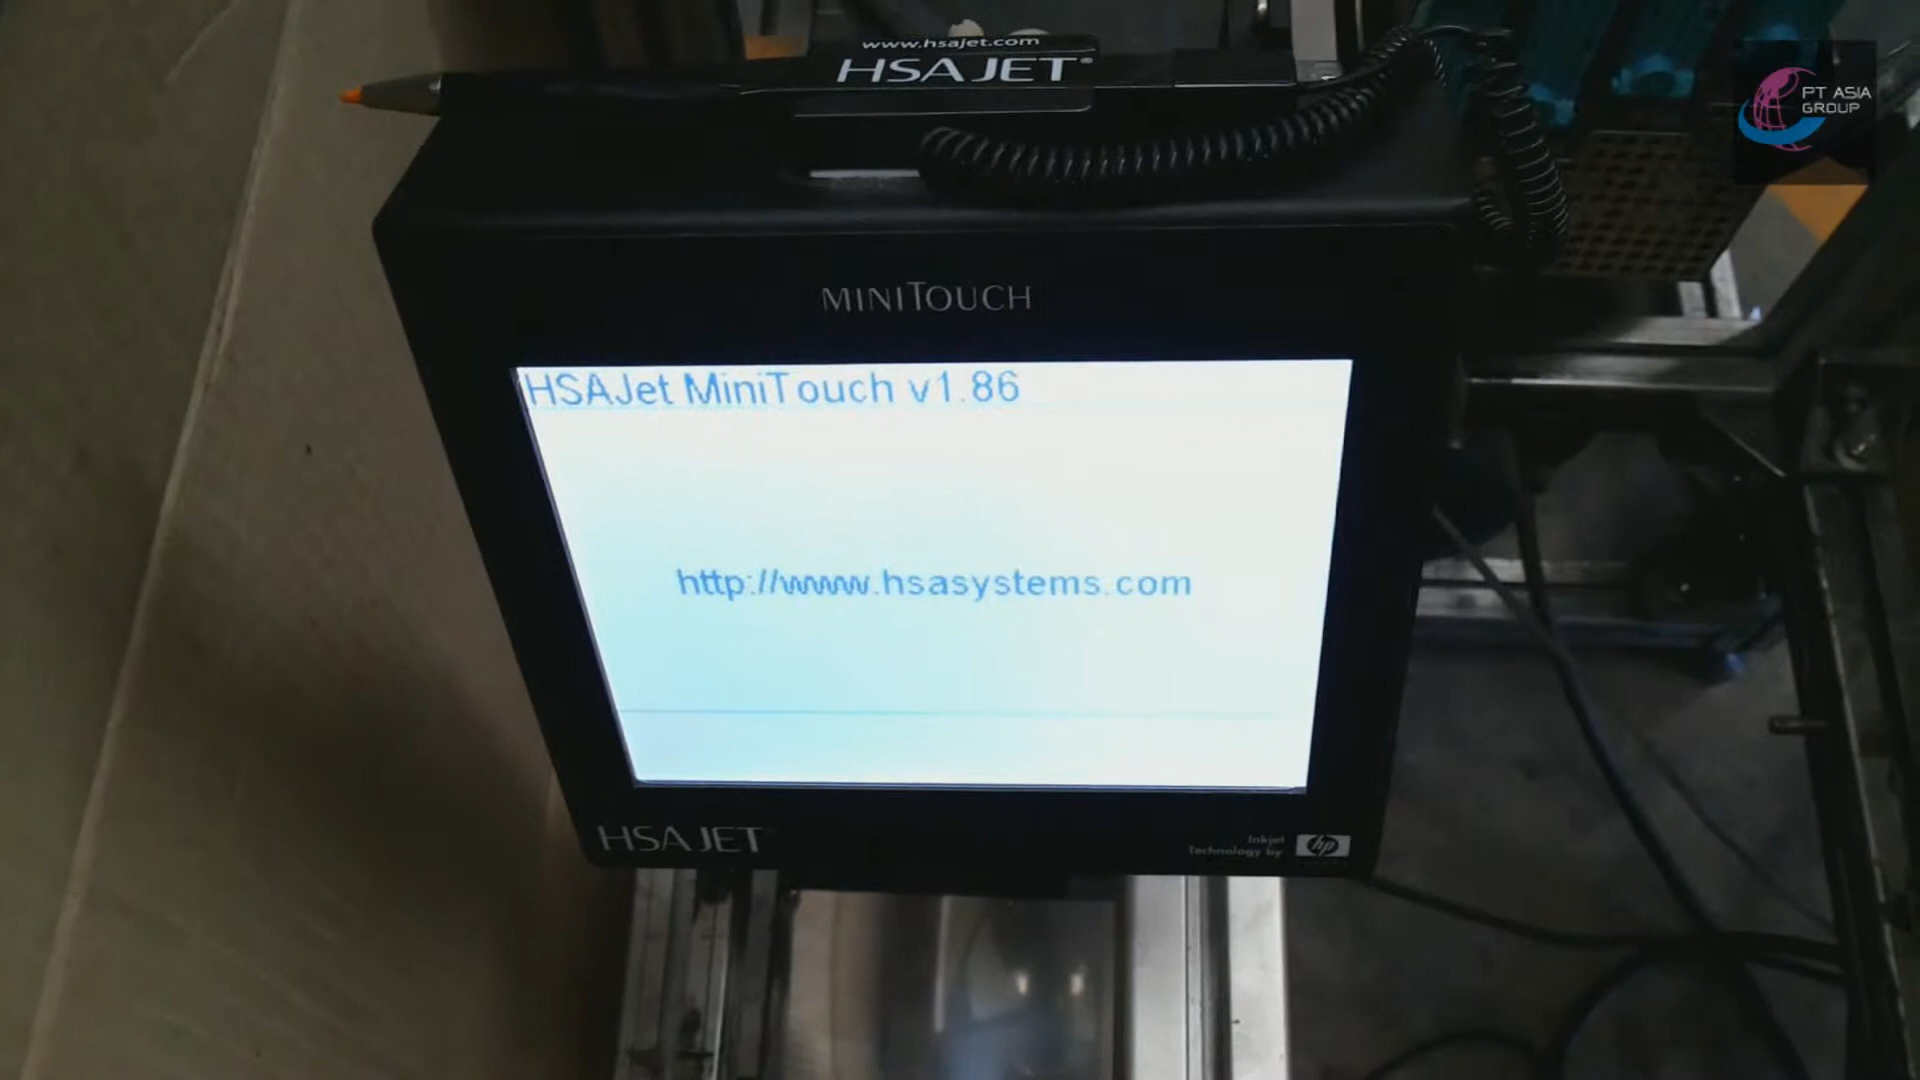 www.hsajet.com
HSAJET®
PT ASIA
GROUP
MINITOUCH
HSAJet MiniTouch v1.86
http://www.hsasystems.com
HSAJET
Inkjet
Technology by
hp